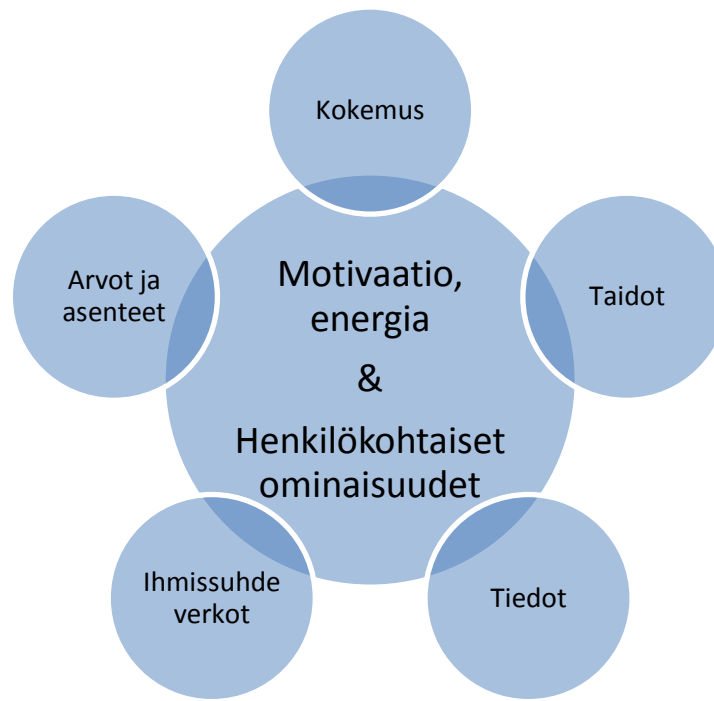 Kokemus
Arvot ja
asenteet
Motivaatio,
energia
&
Henkilökohtaiset
ominaisuudet
Taidot
Ihmissuhde
verkot
Tiedot